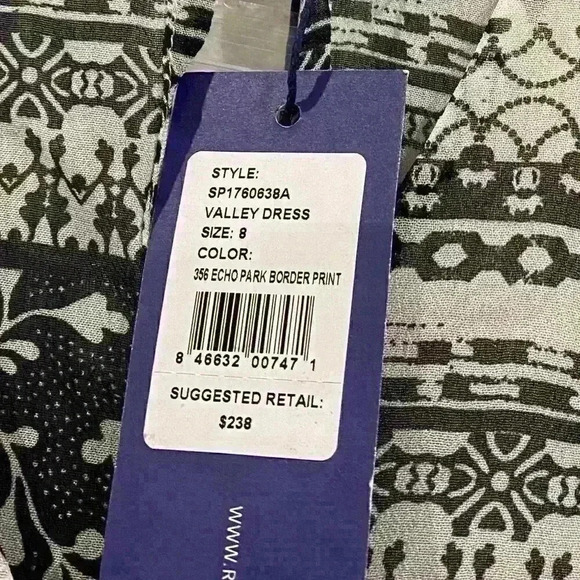 STYLE:
SP1760638A
VALLEY DRESS
SIZE: 8
COLOR:
356 ECHO PARK BORDER PRINT
8 46632 00747 1
SUGGESTED RETAIL:
$238
WWW.R